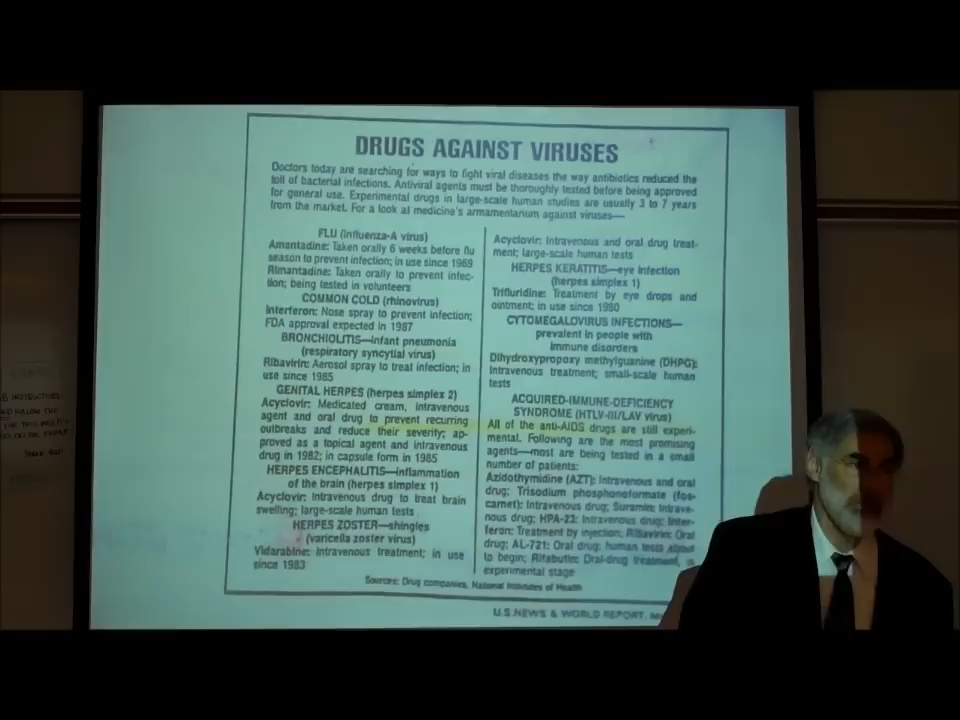 DRUGS AGAINST VIRUSES
Doctors today are searching for ways to fight viral diseases the way antibiotics reduced the
toll of bacterial infections. Antiviral agents must be thoroughly tested before being approved
for general use. Experimental drugs in large-scale human studies are usually 3 to 7 years
from the market. For a look at medicine's armamentarium against viruses—
FLU (influenza-A virus)
Amantadine: Taken orally 6 weeks before flu
season to prevent infection; in use since 1969
Rimantadine: Taken orally to prevent infec-
tion; being tested in volunteers
COMMON COLD (rhinovirus)
Interferon: Nose spray to prevent infection;
FDA approval expected in 1987
BRONCHIOLITIS—infant pneumonia
(respiratory syncytial virus)
Ribavirin: Aerosol spray to treat infection; in
use since 1985
GENITAL HERPES (herpes simplex 2)
Acyclovir: Medicated cream, intravenous
agent and oral drug to prevent recurring
outbreaks and reduce their severity; ap-
proved as a topical agent and intravenous
drug in 1982; in capsule form in 1985
HERPES ENCEPHALITIS—inflammation
of the brain (herpes simplex 1)
Acyclovir: Intravenous drug to treat brain
swelling; large-scale human tests
HERPES ZOSTER—shingles
(varicella zoster virus)
Vidarabine: Intravenous treatment; in use
since 1983
Acyclovir: Intravenous and oral drug treat-
ment; large-scale human tests
HERPES KERATITIS—eye infection
(herpes simplex 1)
Trifluridine: Treatment by eye drops and
ointment; in use since 1980
CYTOMEGALOVIRUS INFECTIONS—
prevalent in people with
immune disorders
Dihydroxypropoxy methylguanine (DHPG):
Intravenous treatment; small-scale human
tests
ACQUIRED-IMMUNE-DEFICIENCY
SYNDROME (HTLV-III/LAV virus)
All of the anti-AIDS drugs are still experi-
mental. Following are the most promising
agents—most are being tested in a small
number of patients:
Azidothymidine (AZT): Intravenous and oral
drug; Trisodium phosphonoformate (fos-
carnet): Intravenous drug; Suramin: Intrave-
nous drug; HPA-23: Intravenous drug; Inter-
feron: Treatment by injection; Ribavirin: Oral
drug; AL-721: Oral drug; human tests about
to begin; Rifabutin: Oral-drug treatment, in
experimental stage
Sources: Drug companies, National Institutes of Health
U.S.NEWS & WORLD REPORT,